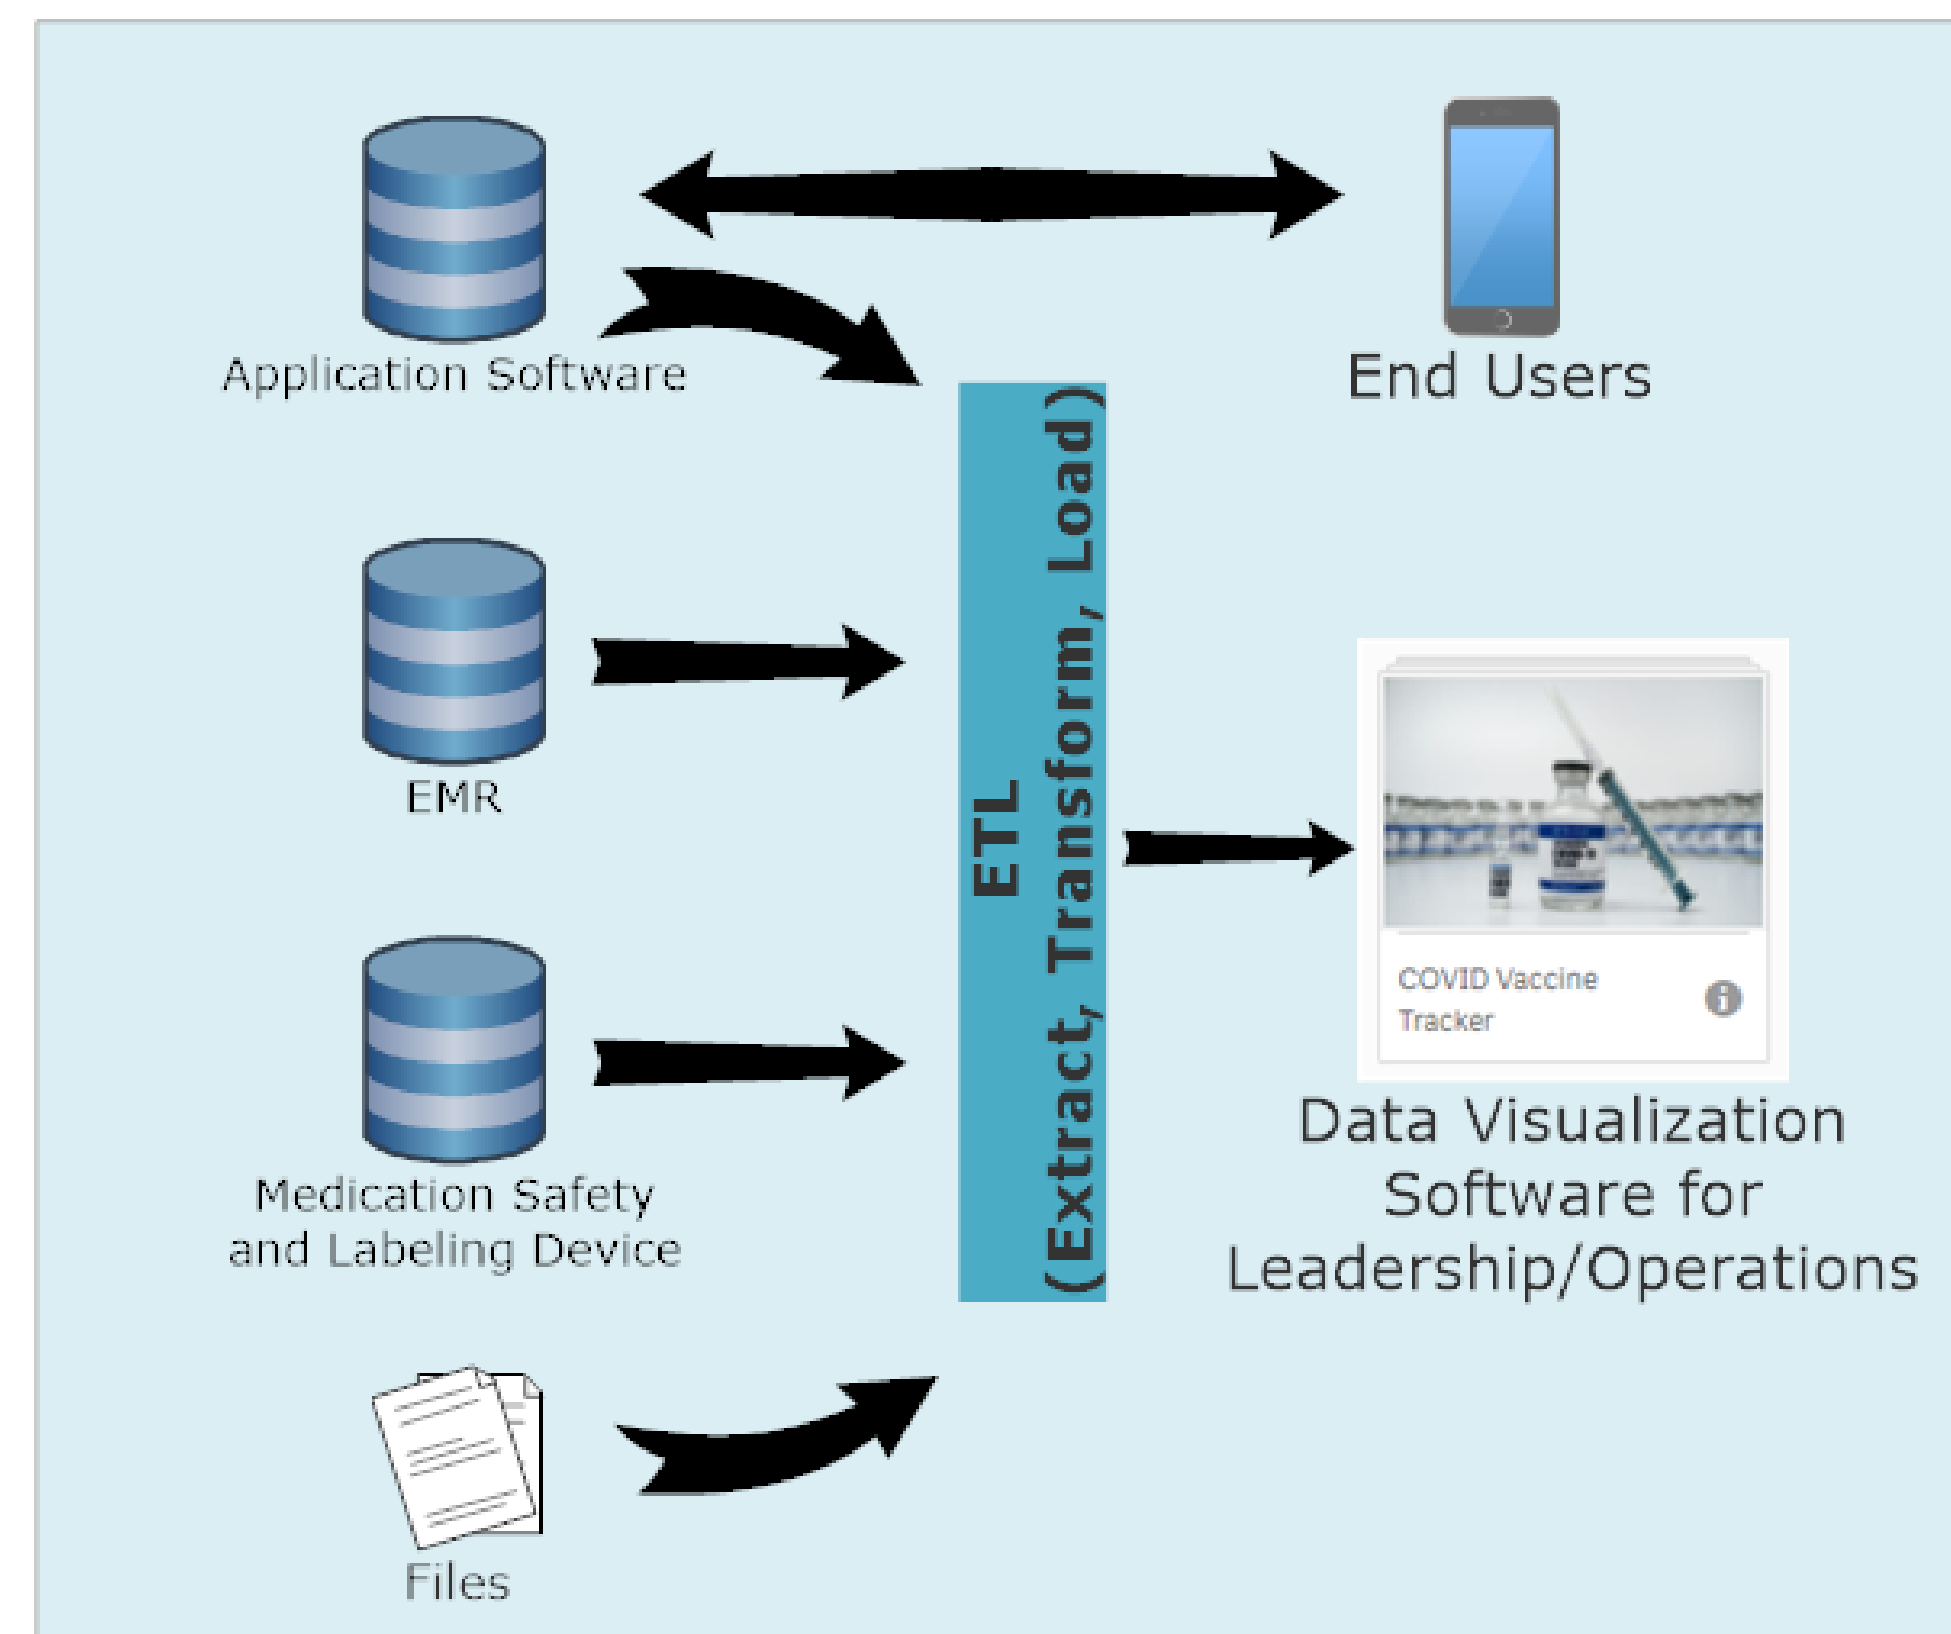 Application Software
End Users
ETL
(Extract, Transform, Load)
EMR
COVID Vaccine
Tracker
Medication Safety
and Labeling Device
Data Visualization
Software for
Leadership/Operations
Files